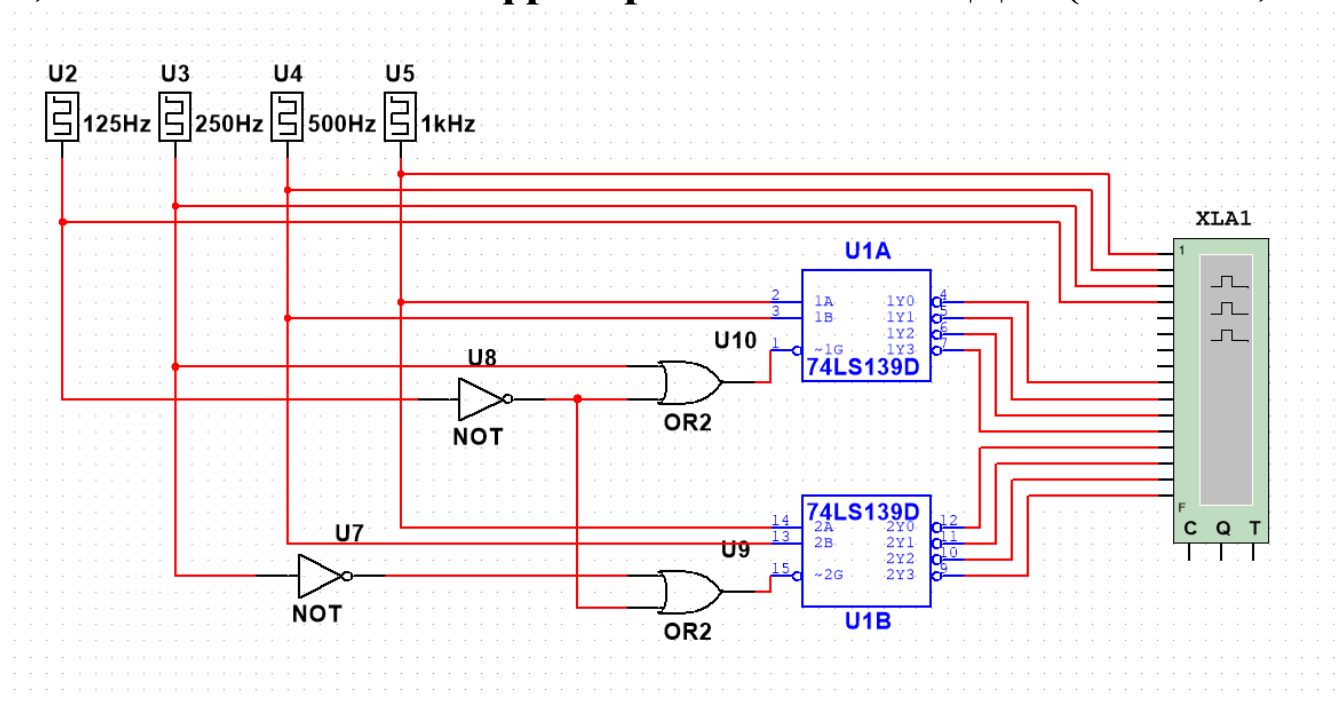 U2 U3 U4 U5
125Hz 250Hz 500Hz 1kHz
XLA1
1
U1A
2 1A 1Y0 4
3 1B 1Y1 5
1Y2 6
U10 1 ~1G 1Y3 7
74LS139D
U8
NOT
OR2
F
C Q T
74LS139D
14 2A 2Y0 12
13 2B 2Y1 11
U7 U9 2Y2 10
15 ~2G 2Y3 9
NOT
U1B
OR2